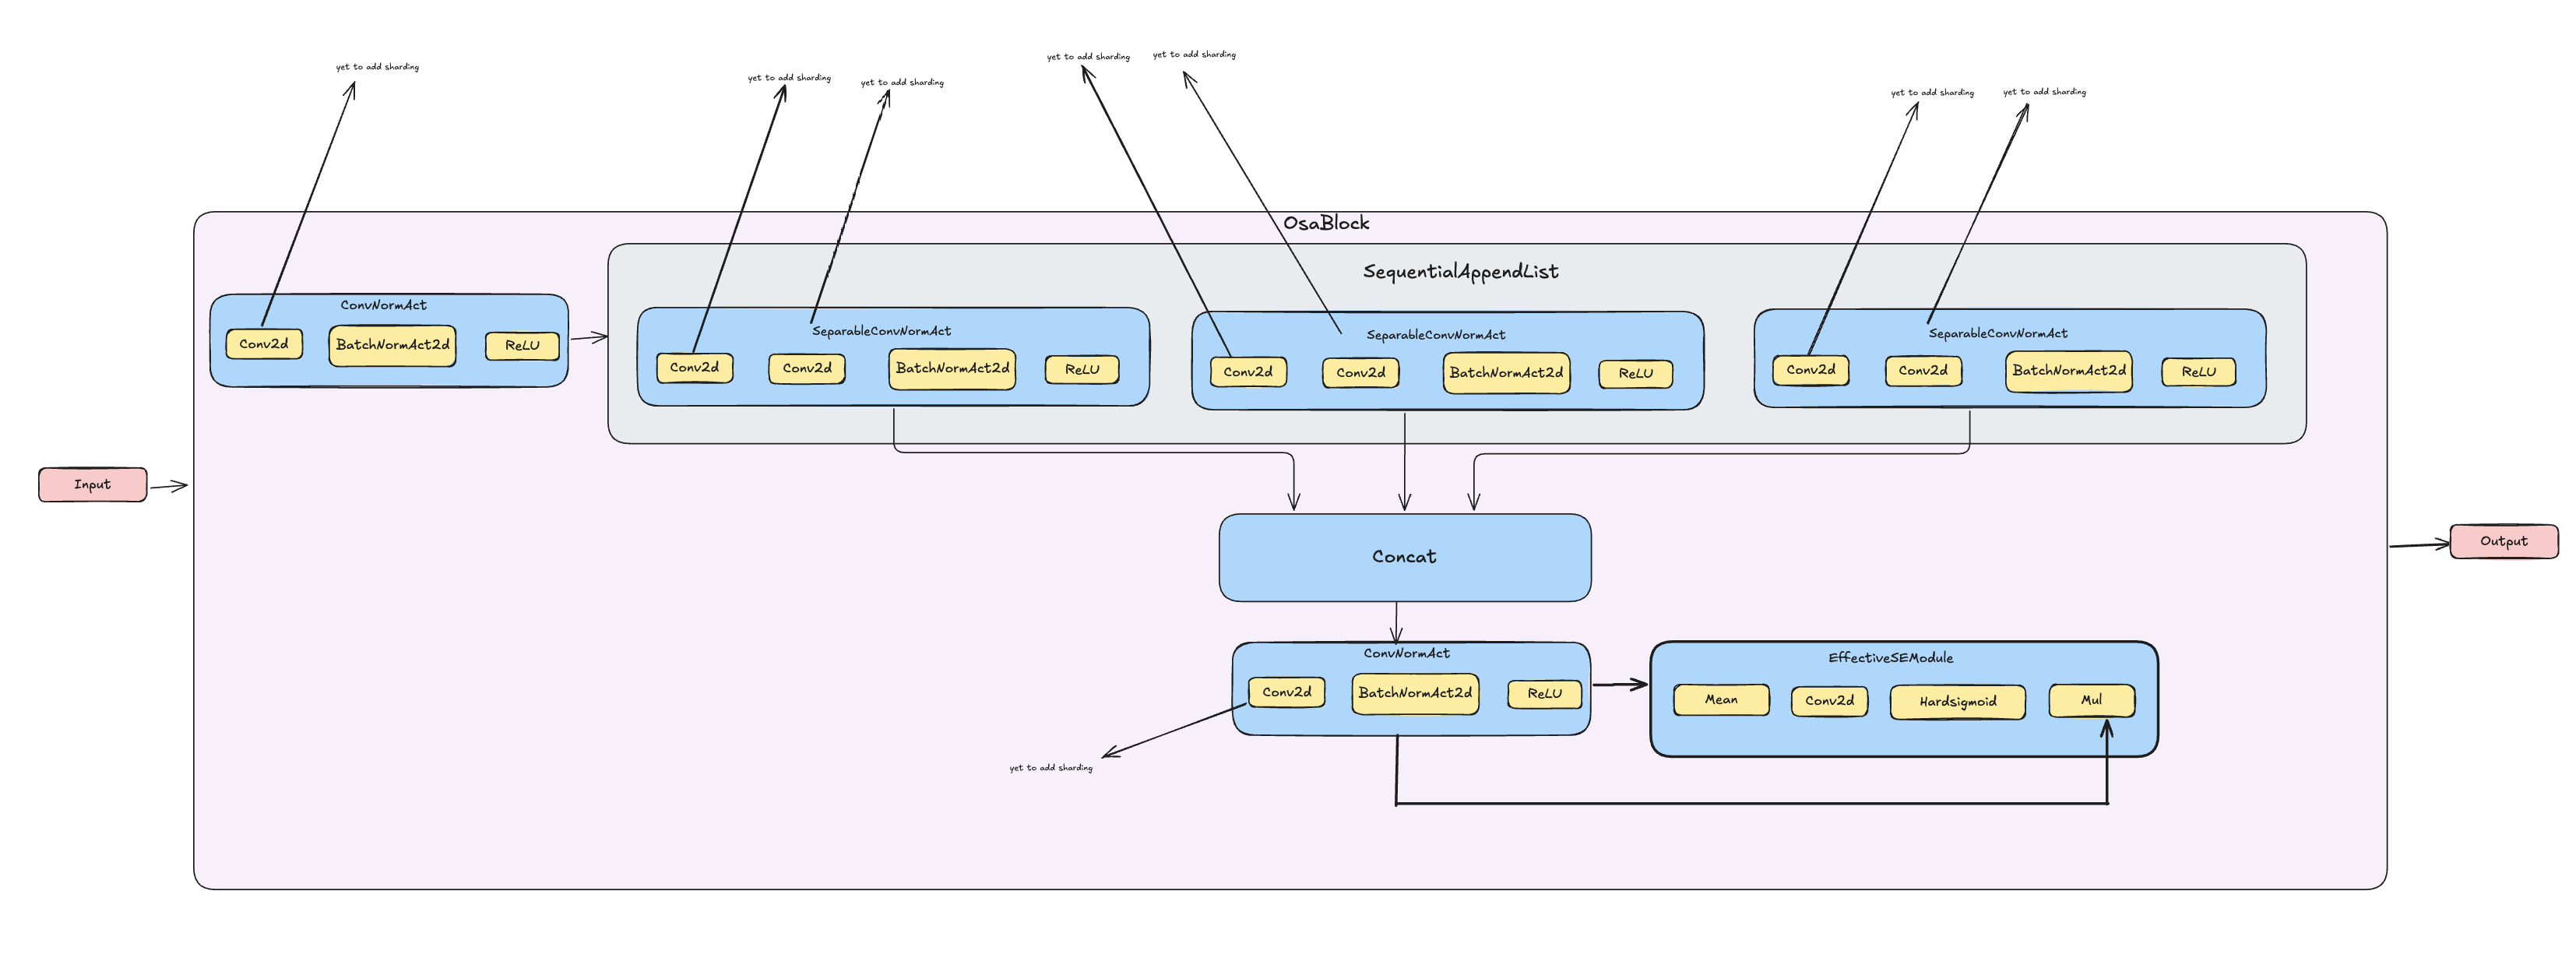 yet to add sharding
yet to add sharding
yet to add sharding
yet to add sharding
yet to add sharding
yet to add sharding
yet to add sharding
OsaBlock
SequentialAppendList
ConvNormAct
Conv2d
BatchNormAct2d
ReLU
SeparableConvNormAct
Conv2d
Conv2d
BatchNormAct2d
ReLU
SeparableConvNormAct
Conv2d
Conv2d
BatchNormAct2d
ReLU
SeparableConvNormAct
Conv2d
Conv2d
BatchNormAct2d
ReLU
Input
Output
Concat
ConvNormAct
Conv2d
BatchNormAct2d
ReLU
EffectiveSEModule
Mean
Conv2d
Hardsigmoid
Mul
yet to add sharding